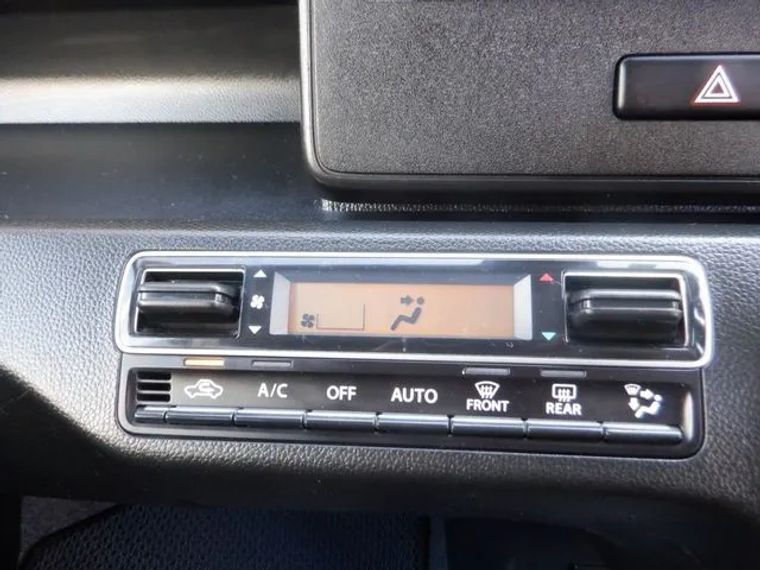 A/C OFF AUTO FRONT REAR